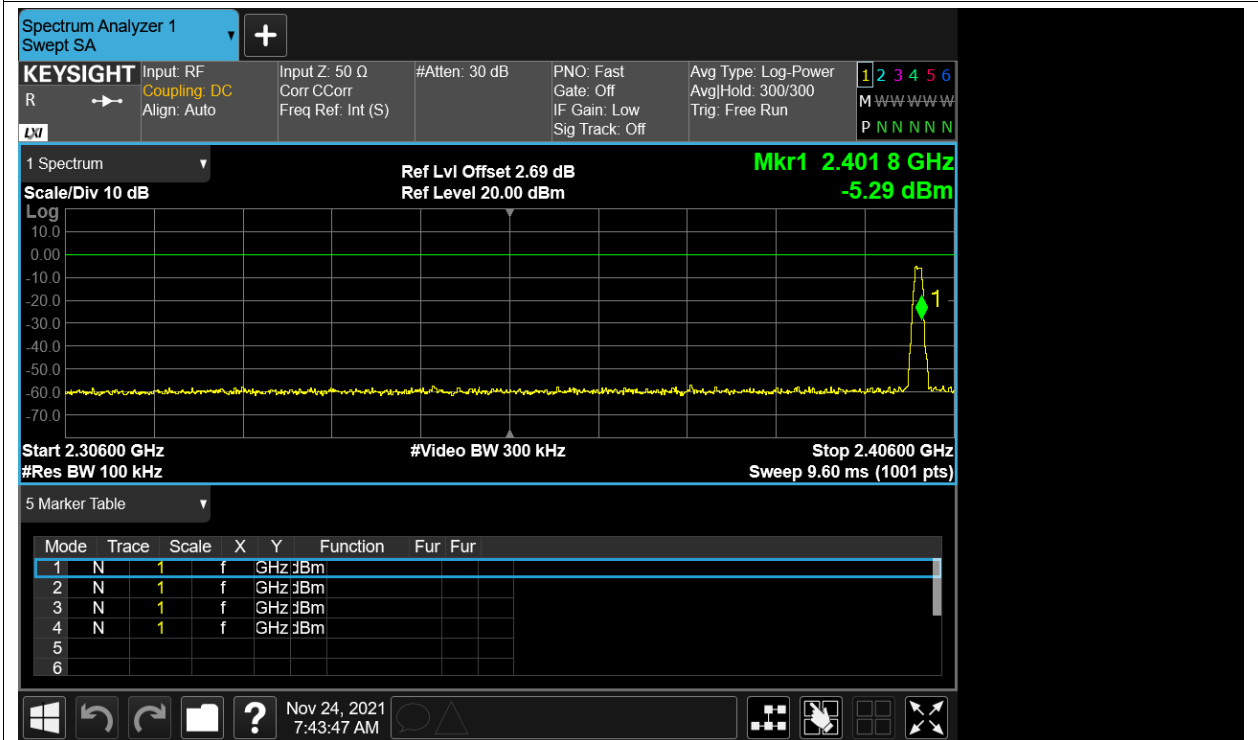 Spectrum Analyzer 1
Swept SA
KEYSIGHT Input: RF Input Z: 50 Ω #Atten: 30 dB PNO: Fast Avg Type: Log-Power 1 2 3 4 5 6
R Coupling: DC Corr CCorr Gate: Off Avg|Hold: 300/300 M W W W W W W
Align: Auto Freq Ref: Int (S) IF Gain: Low Trig: Free Run
LXI Sig Track: Off P N N N N N N
1 Spectrum Ref Lvl Offset 2.69 dB Mkr1 2.401 8 GHz
Scale/Div 10 dB Ref Level 20.00 dBm -5.29 dBm
Log
10.0
0.00
-10.0
-20.0 1
-30.0
-40.0
-50.0
-60.0
-70.0
Start 2.30600 GHz #Video BW 300 kHz Stop 2.40600 GHz
#Res BW 100 kHz Sweep 9.60 ms (1001 pts)
5 Marker Table
Mode Trace Scale X Y Function Fur Fur
1 N 1 f GHz dBm
2 N 1 f GHz dBm
3 N 1 f GHz dBm
4 N 1 f GHz dBm
5
6
? Nov 24, 2021
7:43:47 AM